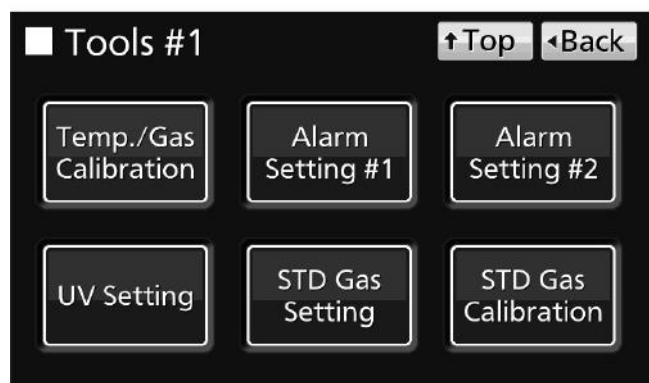 Tools #1
↑Top
◂Back
Temp./Gas
Calibration
Alarm
Setting #1
Alarm
Setting #2
UV Setting
STD Gas
Setting
STD Gas
Calibration